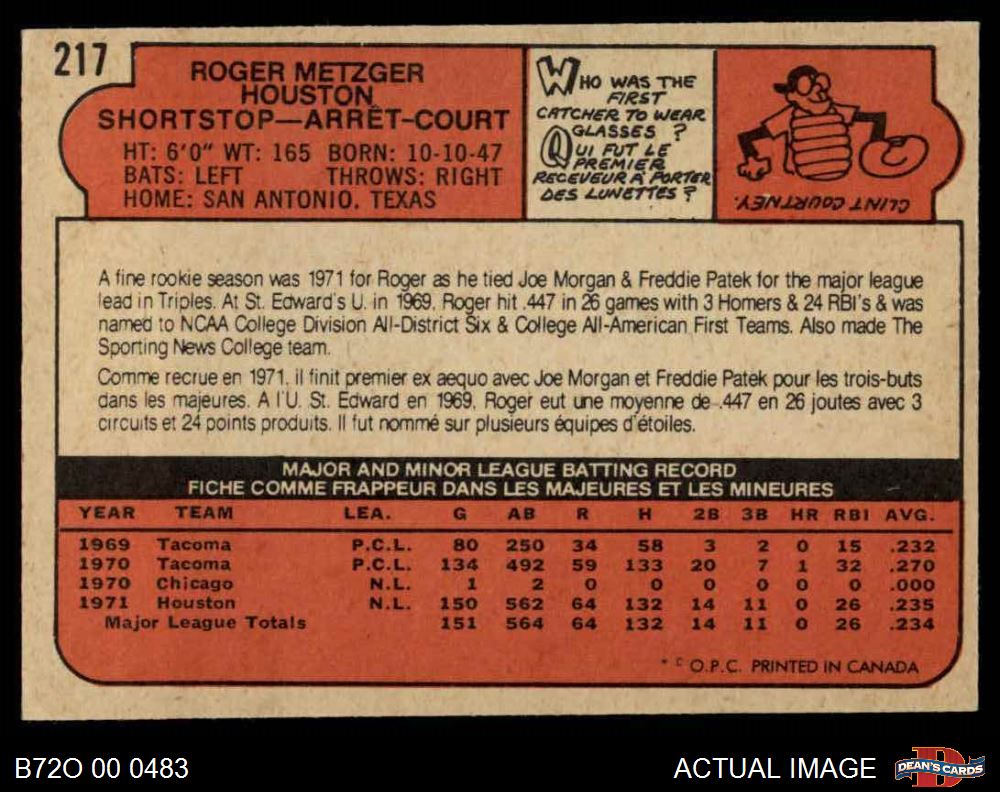 217
ROGER METZGER
HOUSTON
SHORTSTOP—ARRÊT-COURT
HT: 6'0" WT: 165 BORN: 10-10-47
BATS: LEFT THROWS: RIGHT
HOME: SAN ANTONIO, TEXAS
WHO WAS THE
FIRST
CATCHER TO WEAR
GLASSES ?
QUI FUT LE
PREMIER
RECEVEUR À PORTER
DES LUNETTES ?
CLINT COURTNEY.
A fine rookie season was 1971 for Roger as he tied Joe Morgan & Freddie Patek for the major league
lead in Triples. At St. Edward's U. in 1969, Roger hit .447 in 26 games with 3 Homers & 24 RBI's & was
named to NCAA College Division All-District Six & College All-American First Teams. Also made The
Sporting News College team.
Comme recrue en 1971, il finit premier ex aequo avec Joe Morgan et Freddie Patek pour les trois-buts
dans les majeures. A l'U. St. Edward en 1969, Roger eut une moyenne de .447 en 26 joutes avec 3
circuits et 24 points produits. Il fut nommé sur plusieurs équipes d'étoiles.
MAJOR AND MINOR LEAGUE BATTING RECORD
FICHE COMME FRAPPEUR DANS LES MAJEURES ET LES MINEURES
YEAR TEAM LEA. G AB R H 2B 3B HR RBI AVG.
1969 Tacoma P.C.L. 80 250 34 58 3 2 0 15 .232
1970 Tacoma P.C.L. 134 492 59 133 20 7 1 32 .270
1970 Chicago N.L. 1 2 0 0 0 0 0 0 .000
1971 Houston N.L. 150 562 64 132 14 11 0 26 .235
Major League Totals 151 564 64 132 14 11 0 26 .234
* © O.P.C. PRINTED IN CANADA
B72O 00 0483
ACTUAL IMAGE
DEAN'S CARDS